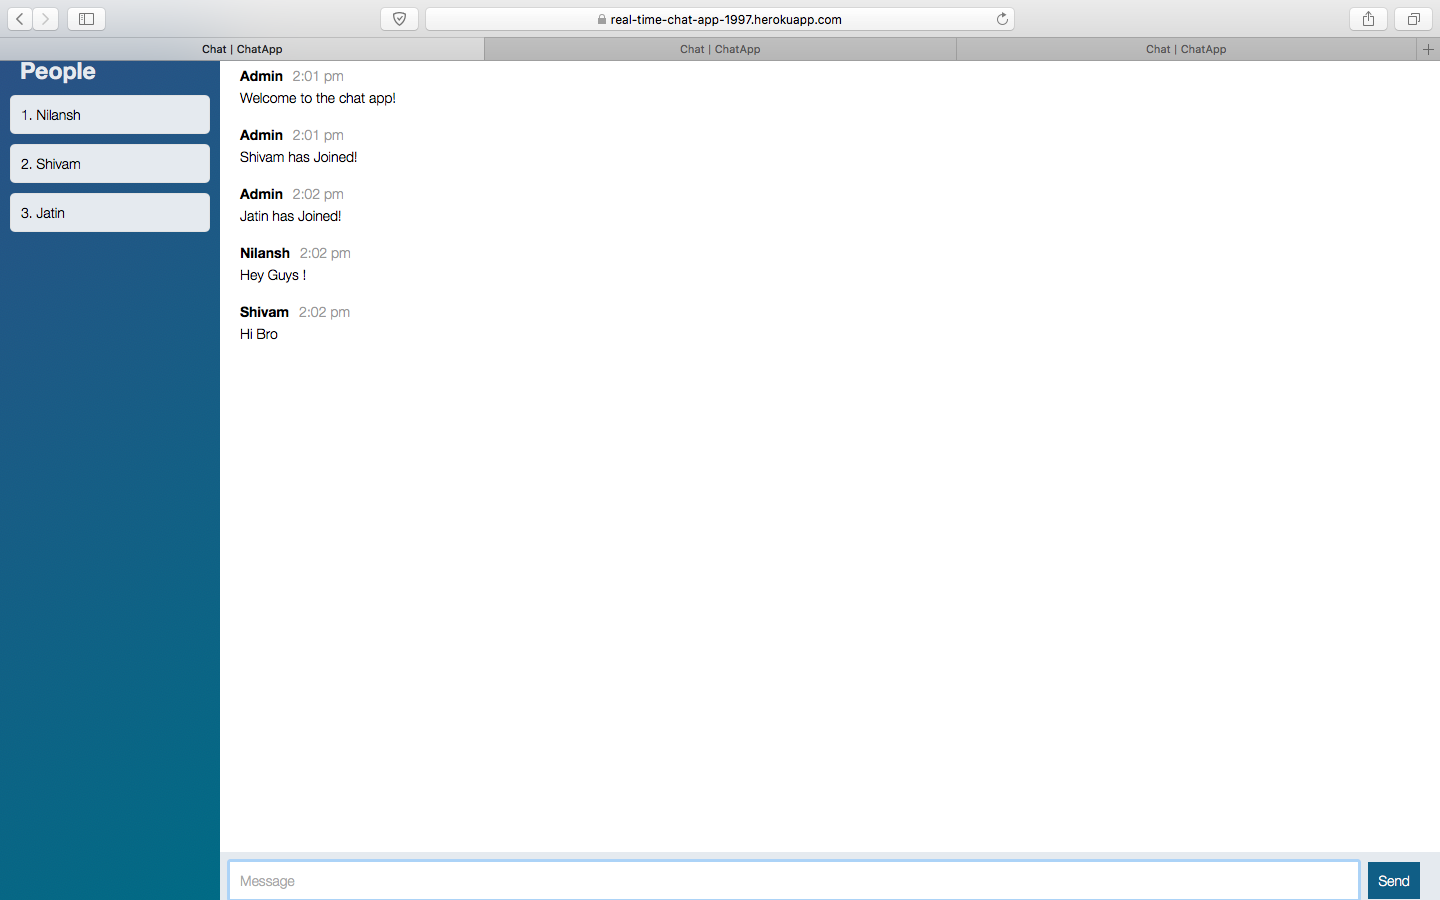 real-time-chat-app-1997.herokuapp.com
Chat | ChatApp
Chat | ChatApp
Chat | ChatApp
People
1. Nilansh
2. Shivam
3. Jatin
Admin 2:01 pm
Welcome to the chat app!
Admin 2:01 pm
Shivam has Joined!
Admin 2:02 pm
Jatin has Joined!
Nilansh 2:02 pm
Hey Guys !
Shivam 2:02 pm
Hi Bro
Message
Send